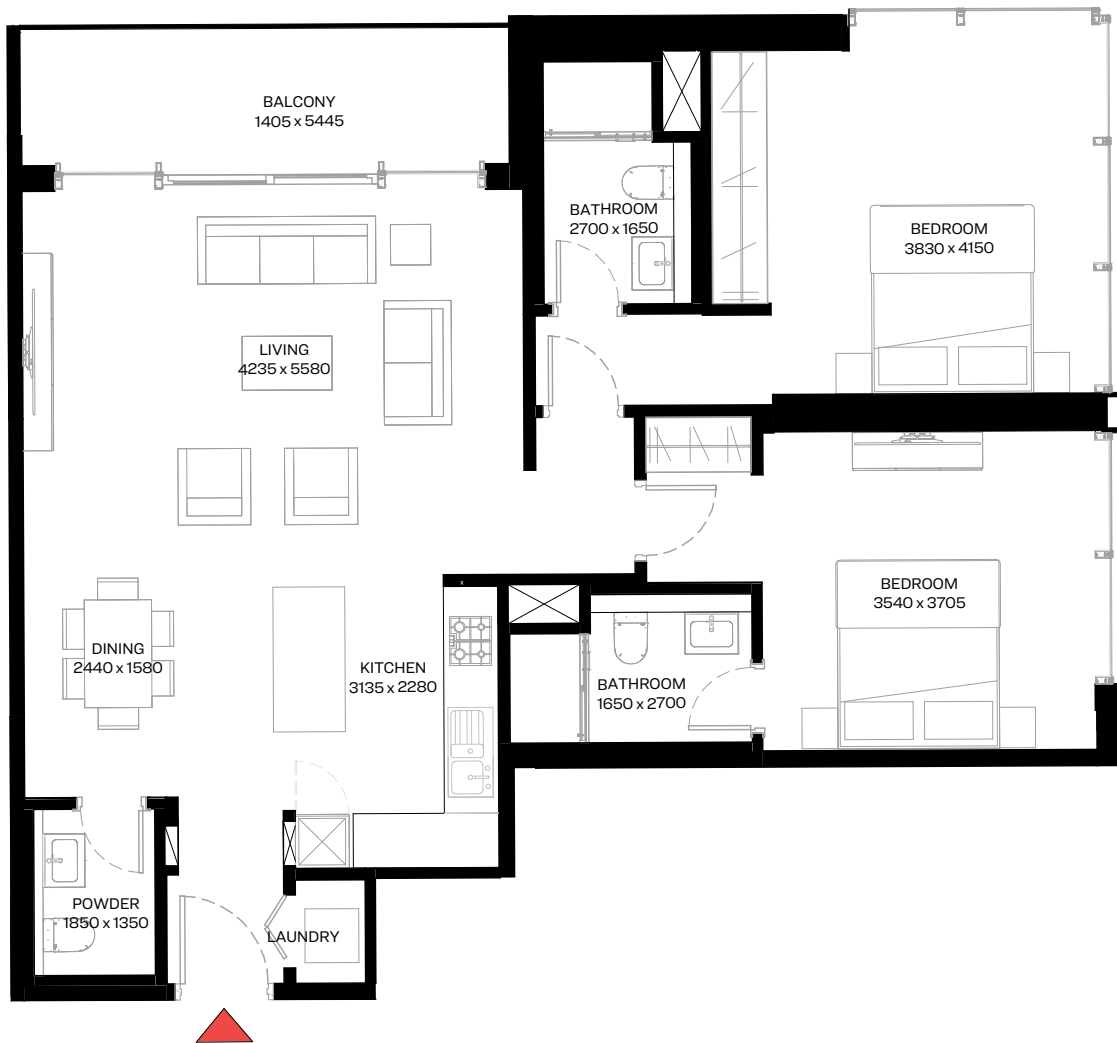 BALCONY
1405 x 5445
BATHROOM
2700 x 1650
BEDROOM
3830 x 4150
LIVING
4235 x 5580
BEDROOM
3540 x 3705
DINING
2440 x 1580
KITCHEN
3135 x 2280
BATHROOM
1650 x 2700
POWDER
1850 x 1350
LAUNDRY